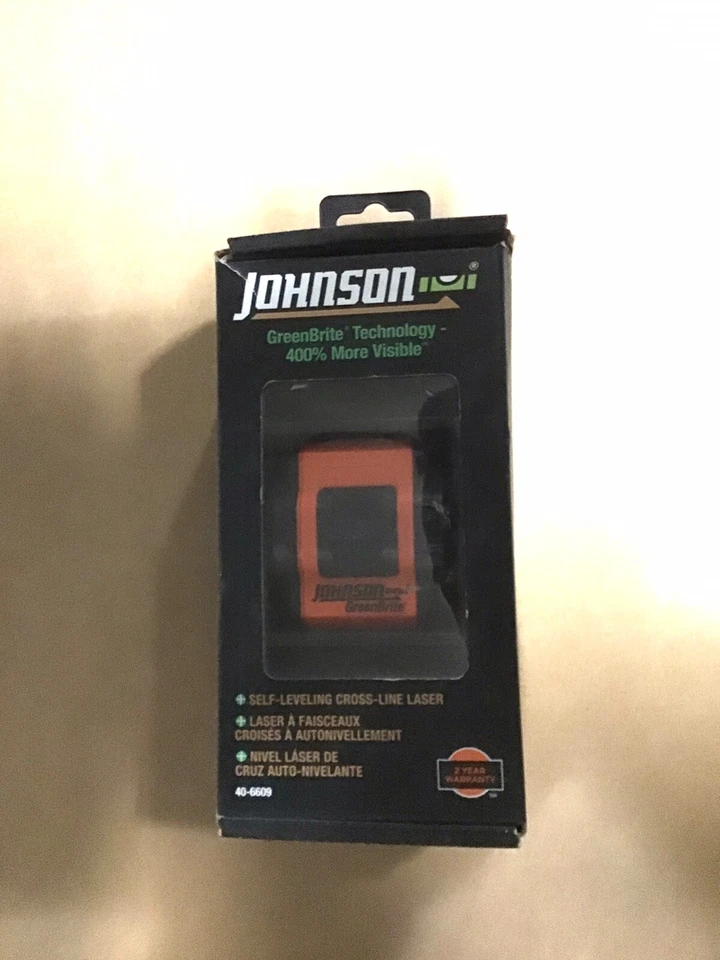 JOHNSON®
GreenBrite® Technology -
400% More Visible™
JOHNSON
GreenBrite
SELF-LEVELING CROSS-LINE LASER
LASER À FAISCEAUX
CROISÉS À AUTONIVELLEMENT
NIVEL LÁSER DE
CRUZ AUTO-NIVELANTE
2 YEAR
WARRANTY
40-6609